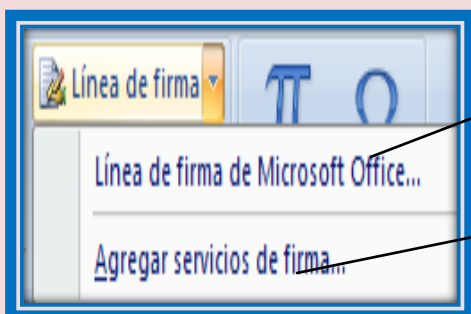 Línea de firma
π Ω
Línea de firma de Microsoft Office...
Agregar servicios de firma...